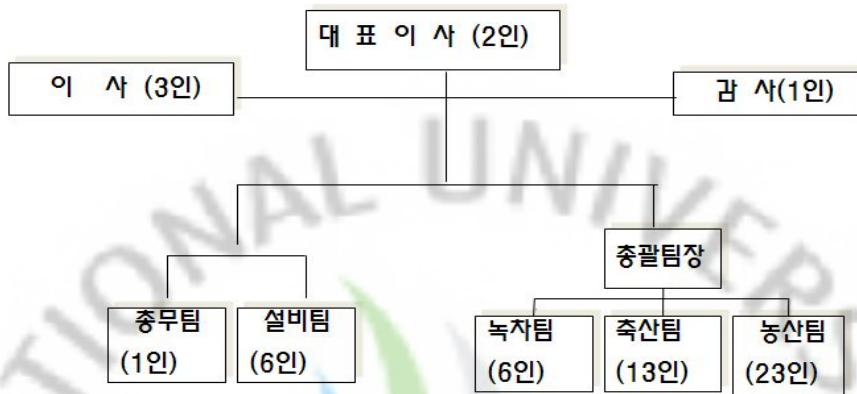 대 표 이 사 (2인)
이 사 (3인)
감 사(1인)
총괄팀장
총무팀
(1인)
설비팀
(6인)
녹차팀
(6인)
축산팀
(13인)
농산팀
(23인)
TIONAL UNIVERS